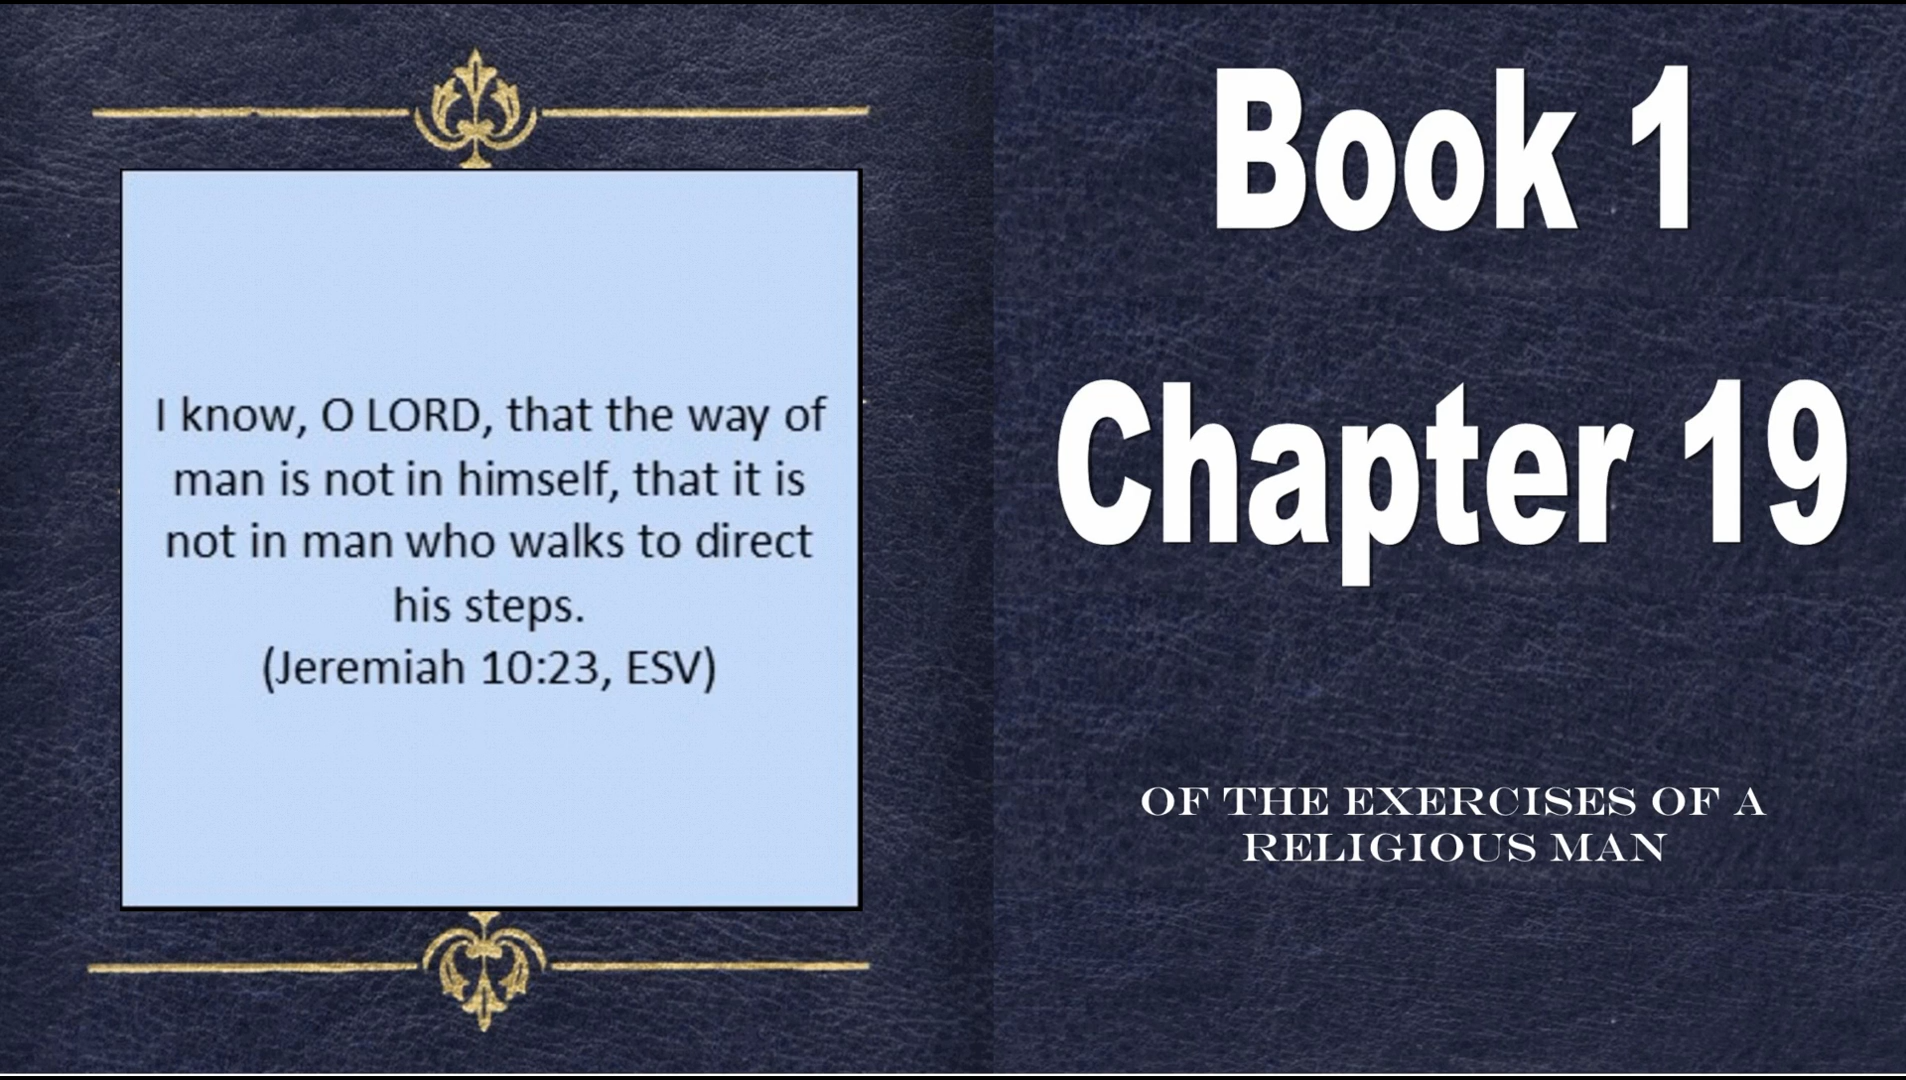 I know, O LORD, that the way of
man is not in himself, that it is
not in man who walks to direct
his steps.
(Jeremiah 10:23, ESV)
Book 1
Chapter 19
OF THE EXERCISES OF A
RELIGIOUS MAN